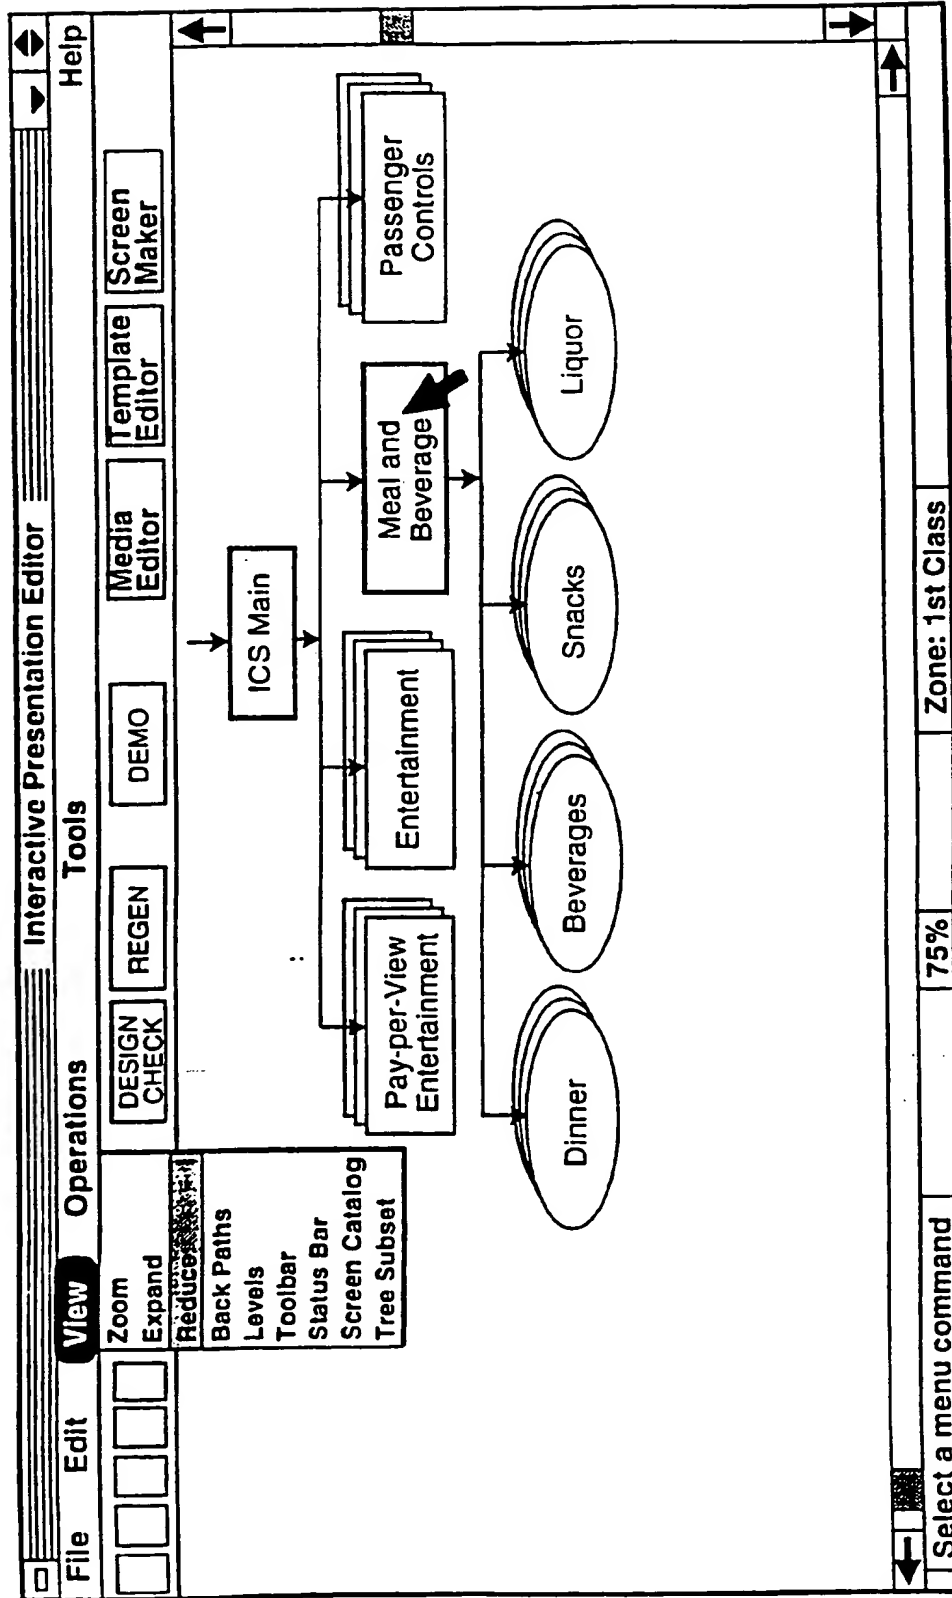 Interactive Presentation Editor
File Edit View Operations Tools Help
DESIGN
CHECK
REGEN
DEMO
Media
Editor
Template
Editor
Screen
Maker
Zoom
Expand
Reduce
Back Paths
Levels
Toolbar
Status Bar
Screen Catalog
Tree Subset
ICS Main
Pay-per-View
Entertainment
Entertainment
Meal and
Beverage
Passenger
Controls
Dinner
Beverages
Snacks
Liquor
Select a menu command
75%
Zone: 1st Class